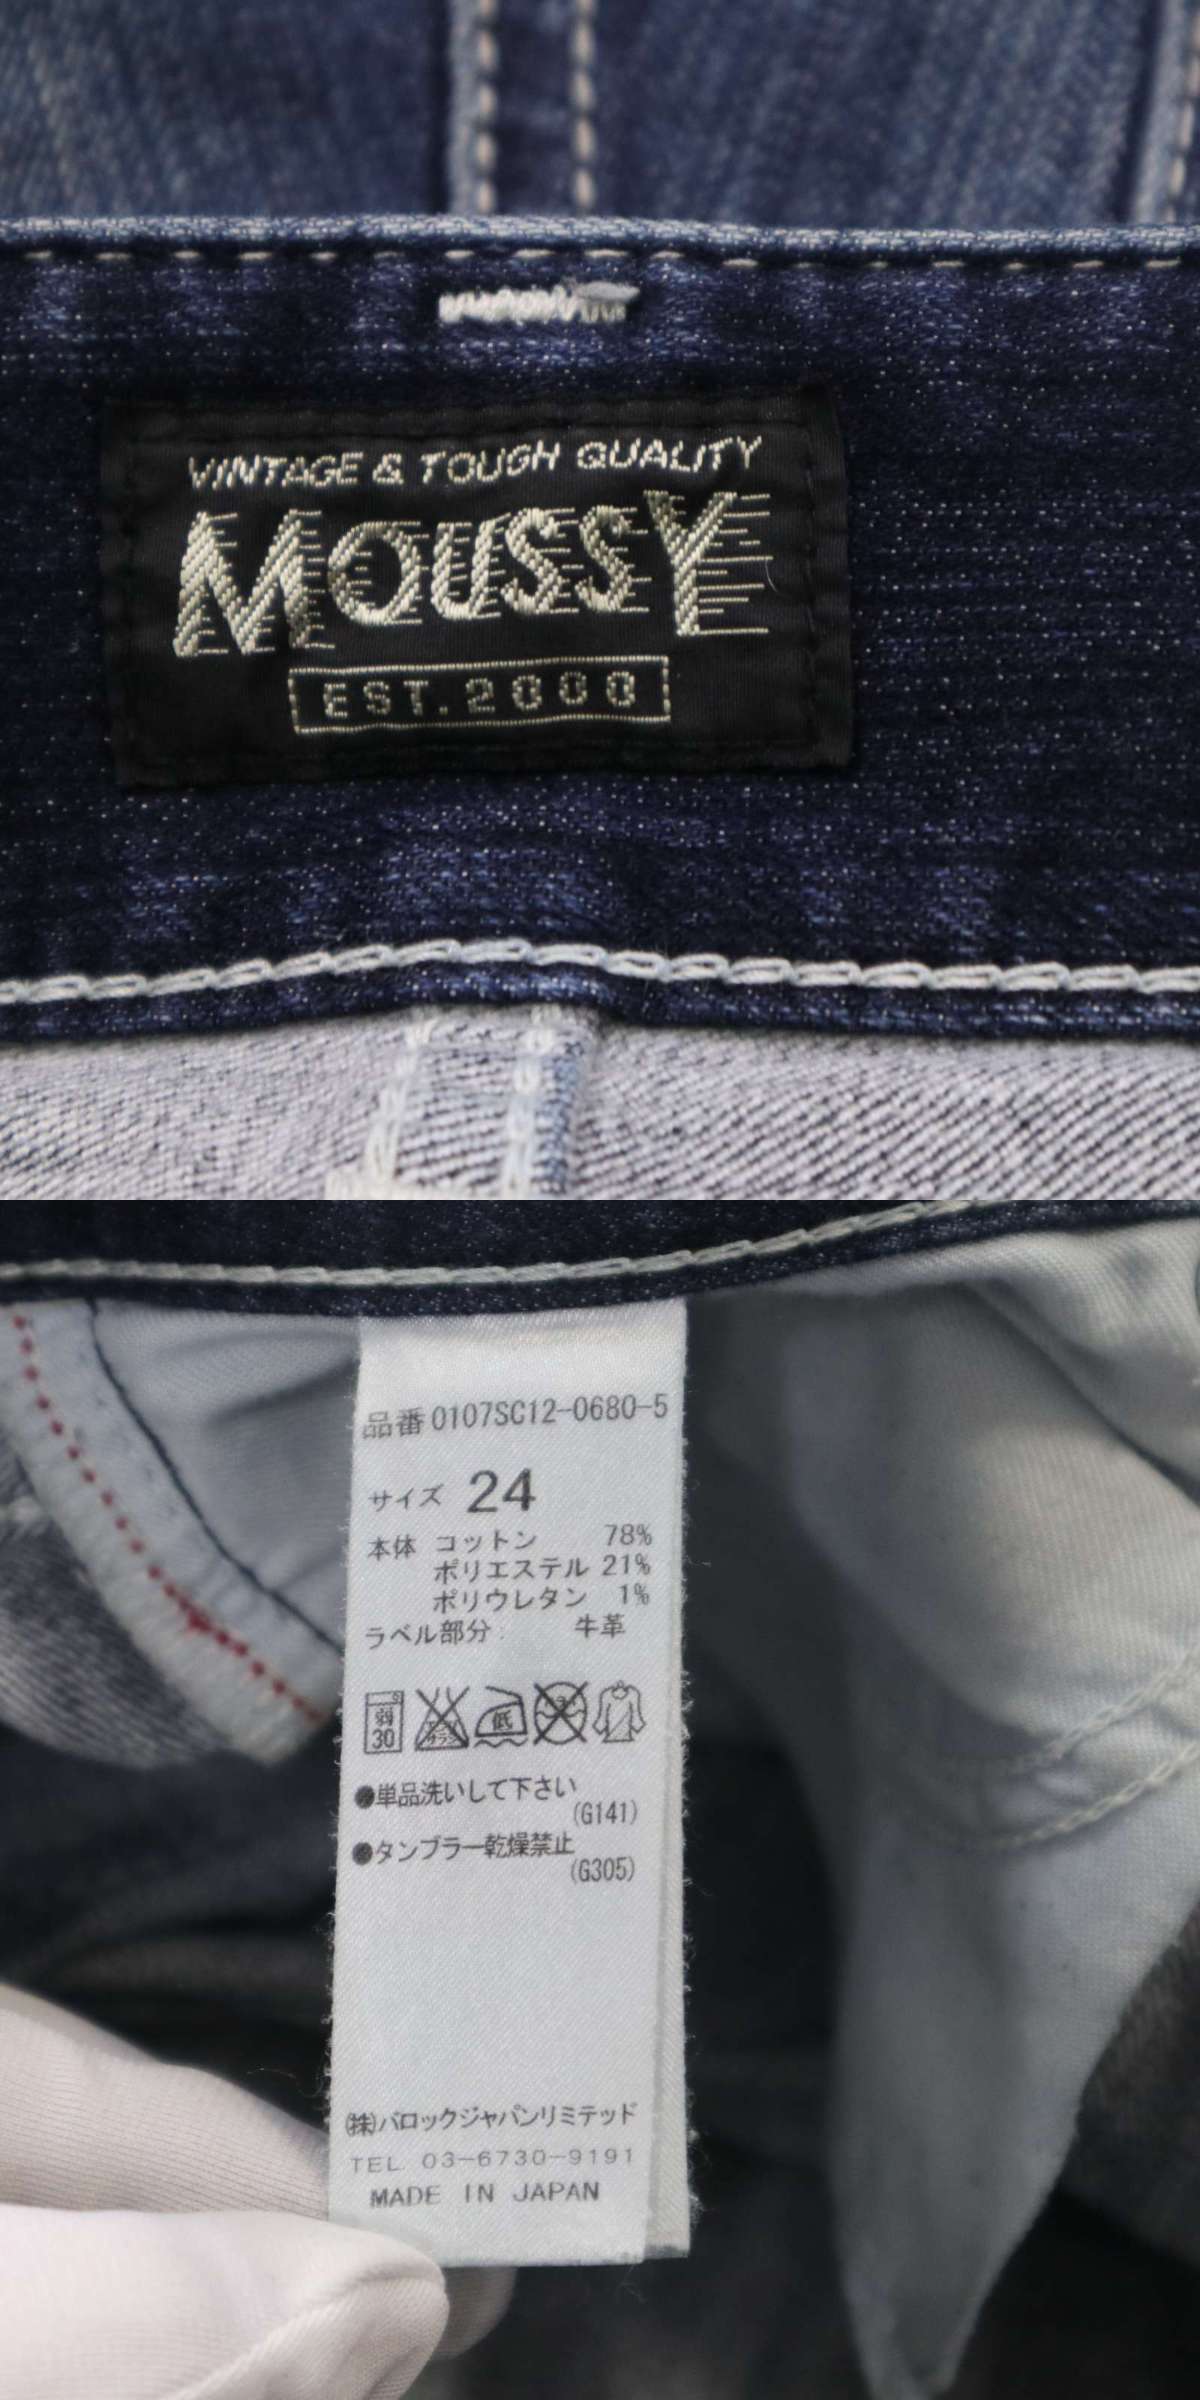 VINTAGE & TOUGH QUALITY
MOUSSY
EST.2000
品番 0107SC12-0680-5
サイズ 24
本体 コットン 78%
ポリエステル 21%
ポリウレタン 1%
ラベル部分: 牛革
弱 30 低
●単品洗いして下さい
(G141)
●タンブラー乾燥禁止
(G305)
(株)バロックジャパンリミテッド
TEL. 03-6730-9191
MADE IN JAPAN